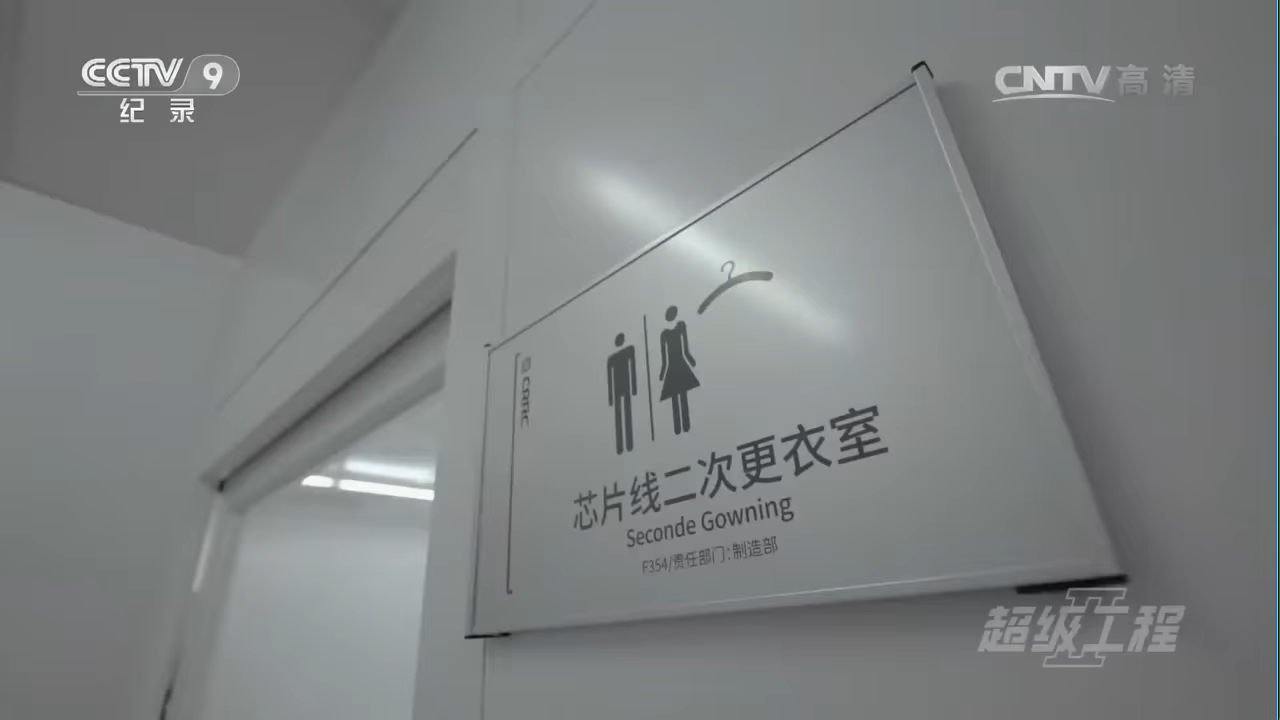 CCTV 9
纪录
CNTV高清
芯片线二次更衣室
Seconde Gowning
F354/责任部门:制造部
超级工程
II